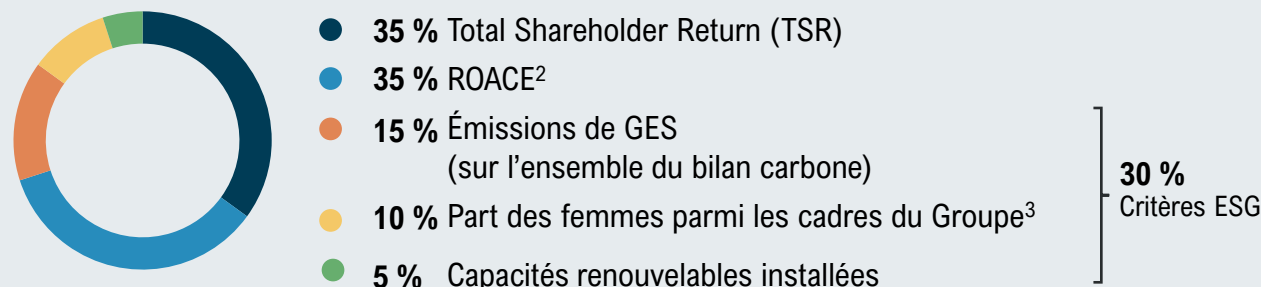 35 % Total Shareholder Return (TSR)
35 % ROACE²
15 % Émissions de GES
(sur l'ensemble du bilan carbone)
10 % Part des femmes parmi les cadres du Groupe³
5 % Capacités renouvelables installées
30 %
Critères ESG